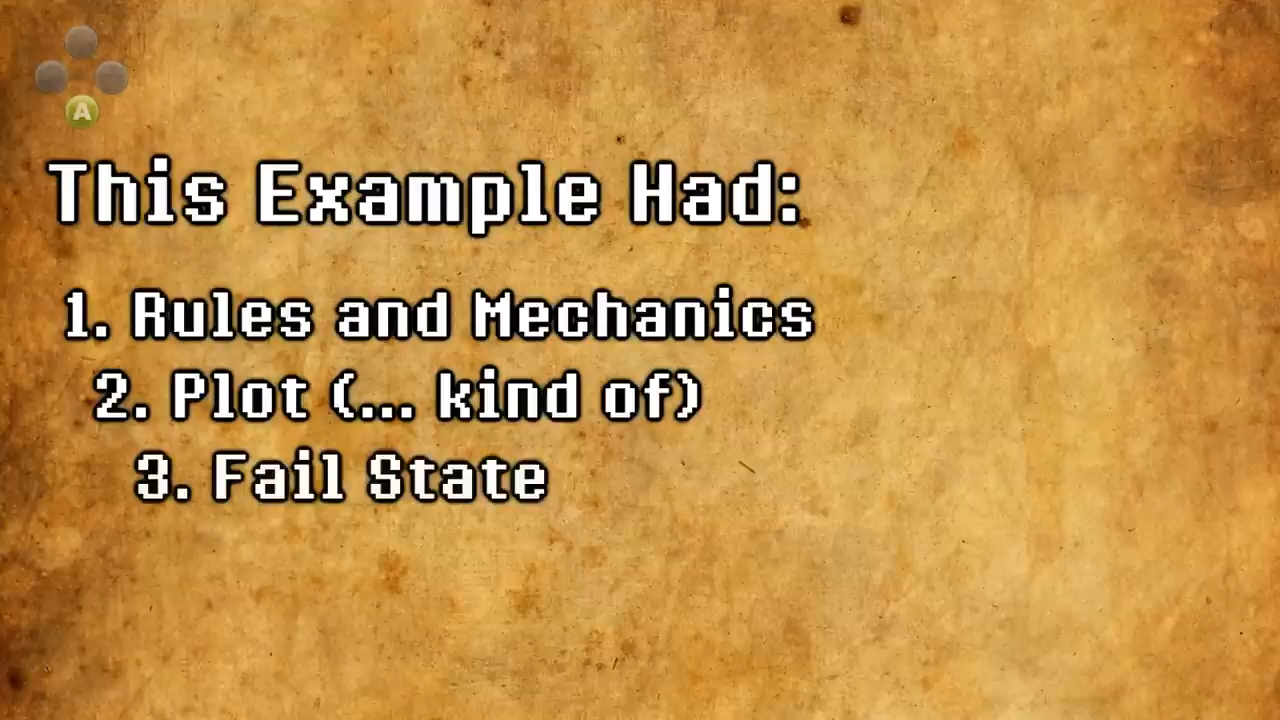 A
This Example Had:
1. Rules and Mechanics
2. Plot (... kind of)
3. Fail State